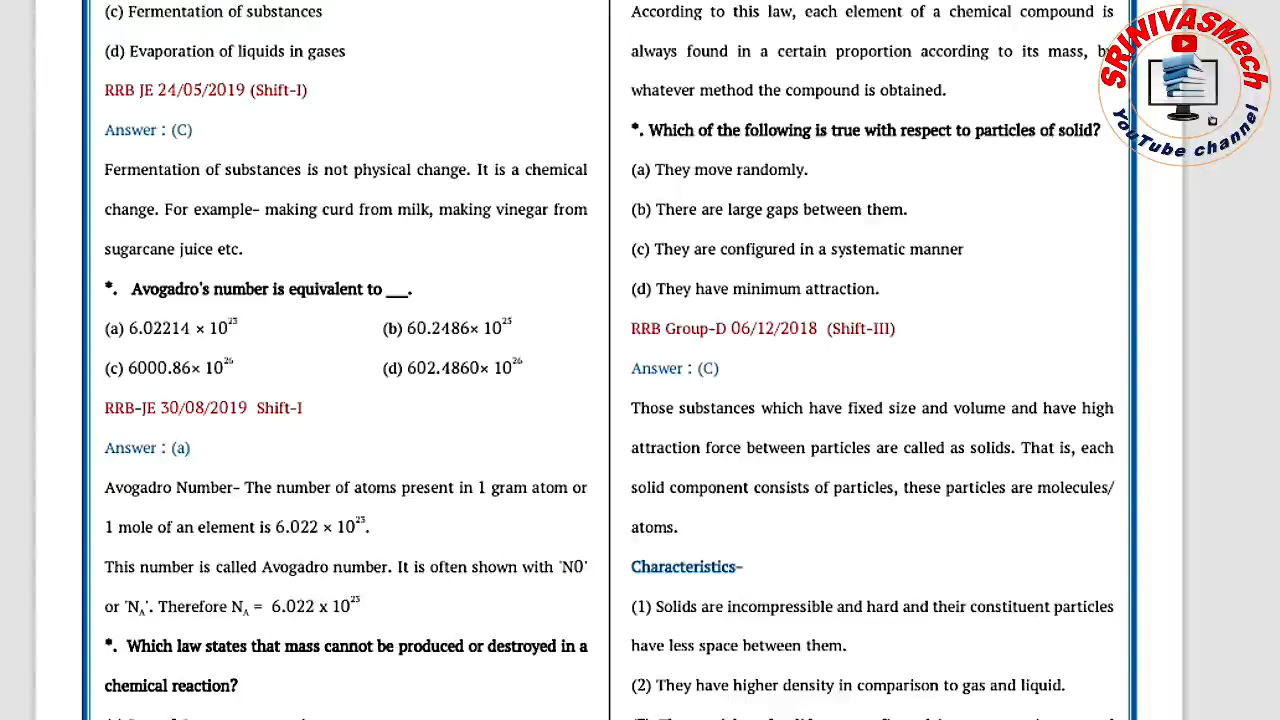 (c) Fermentation of substances
(d) Evaporation of liquids in gases
RRB JE 24/05/2019 (Shift-I)
Answer : (C)
Fermentation of substances is not physical change. It is a chemical
change. For example- making curd from milk, making vinegar from
sugarcane juice etc.
*. Avogadro's number is equivalent to ___.
(a) 6.02214 × 10²³ (b) 60.2486× 10²⁵
(c) 6000.86× 10²⁶ (d) 602.4860× 10²⁶
RRB-JE 30/08/2019 Shift-I
Answer : (a)
Avogadro Number- The number of atoms present in 1 gram atom or
1 mole of an element is 6.022 × 10²³.
This number is called Avogadro number. It is often shown with 'N0'
or 'Nᴀ'. Therefore Nᴀ = 6.022 x 10²³
*. Which law states that mass cannot be produced or destroyed in a
chemical reaction?
According to this law, each element of a chemical compound is
always found in a certain proportion according to its mass,
whatever method the compound is obtained.
*. Which of the following is true with respect to particles of solid?
(a) They move randomly.
(b) There are large gaps between them.
(c) They are configured in a systematic manner
(d) They have minimum attraction.
RRB Group-D 06/12/2018 (Shift-III)
Answer : (C)
Those substances which have fixed size and volume and have high
attraction force between particles are called as solids. That is, each
solid component consists of particles, these particles are molecules/
atoms.
Characteristics-
(1) Solids are incompressible and hard and their constituent particles
have less space between them.
(2) They have higher density in comparison to gas and liquid.
SRINIVASMech
YouTube channel